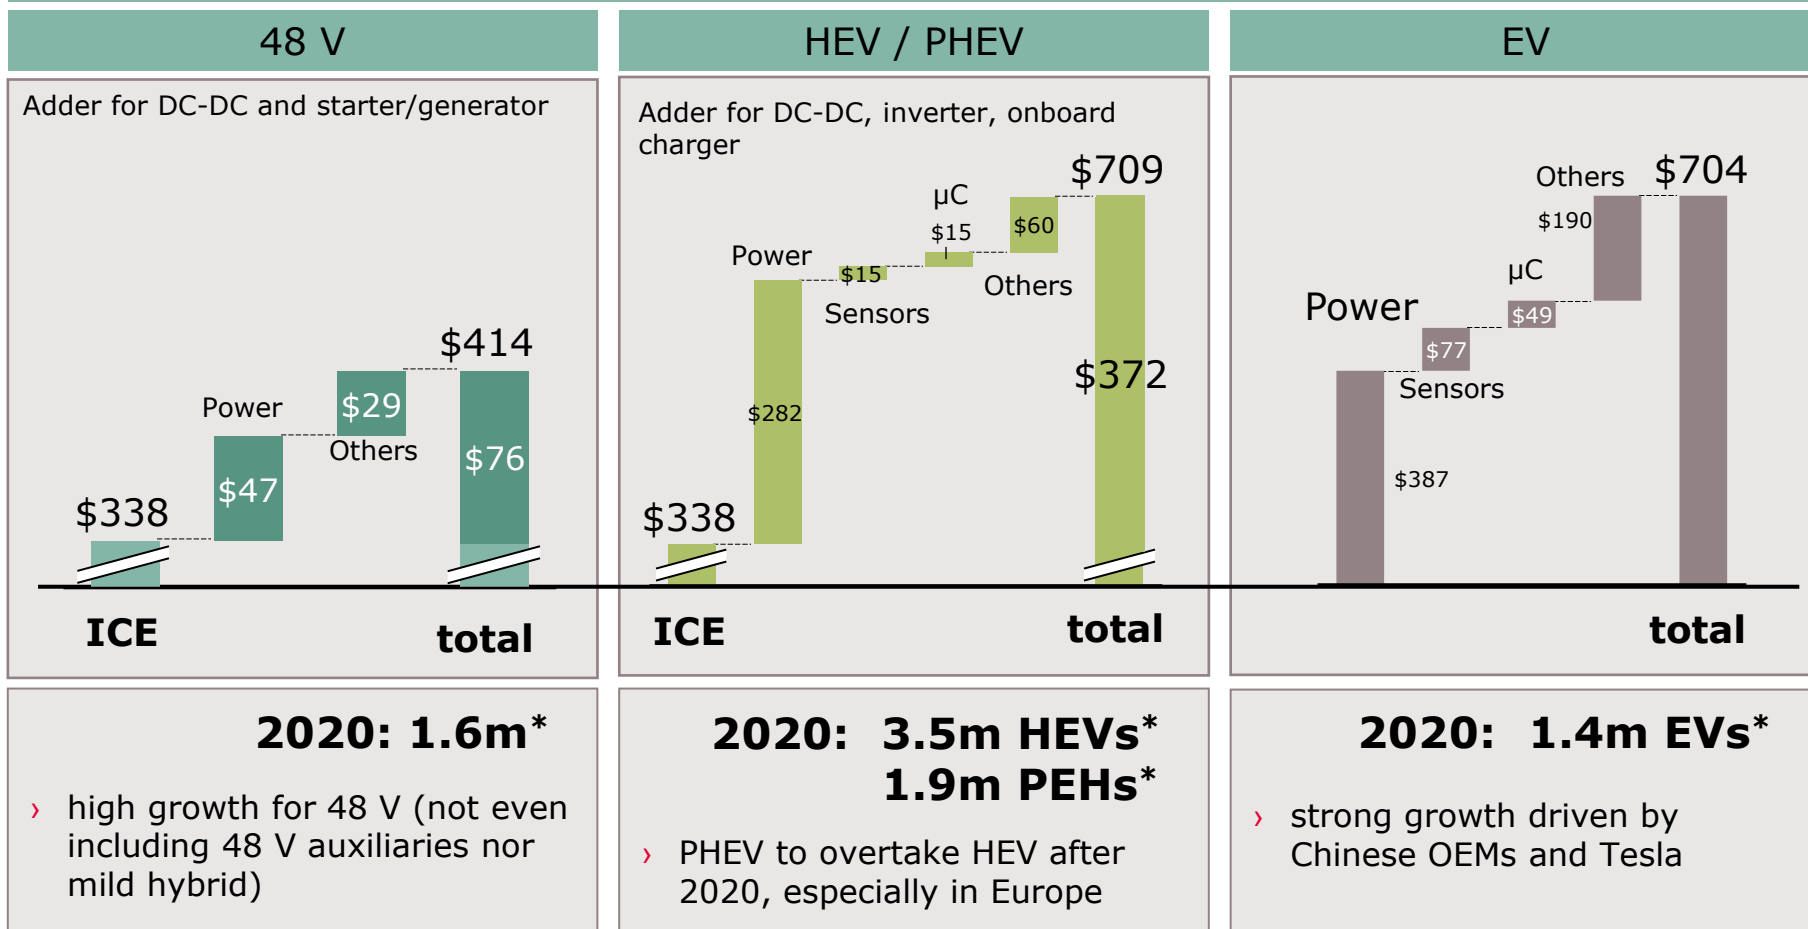 48 V
Adder for DC-DC and starter/generator
$414
Power
$29
Others
$76
$47
$338
ICE
total
2020: 1.6m*
› high growth for 48 V (not even
including 48 V auxiliaries nor
mild hybrid)
HEV / PHEV
Adder for DC-DC, inverter, onboard
charger
$709
µC
$15
$60
Power
$15
Others
Sensors
$372
$282
$338
ICE
total
2020: 3.5m HEVs*
1.9m PEHs*
› PHEV to overtake HEV after
2020, especially in Europe
EV
Others
$704
$190
µC
Power
$49
$77
Sensors
$387
total
2020: 1.4m EVs*
› strong growth driven by
Chinese OEMs and Tesla